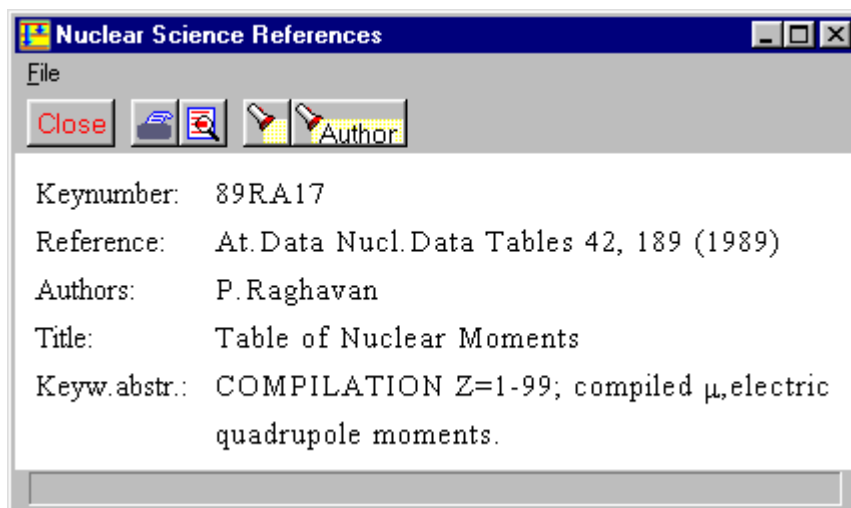 Nuclear Science References
File
Close
Author
Keynumber: 89RA17
Reference: At.Data Nucl.Data Tables 42, 189 (1989)
Authors: P.Raghavan
Title: Table of Nuclear Moments
Keyw.abstr.: COMPILATION Z=1-99; compiled μ,electric
quadrupole moments.